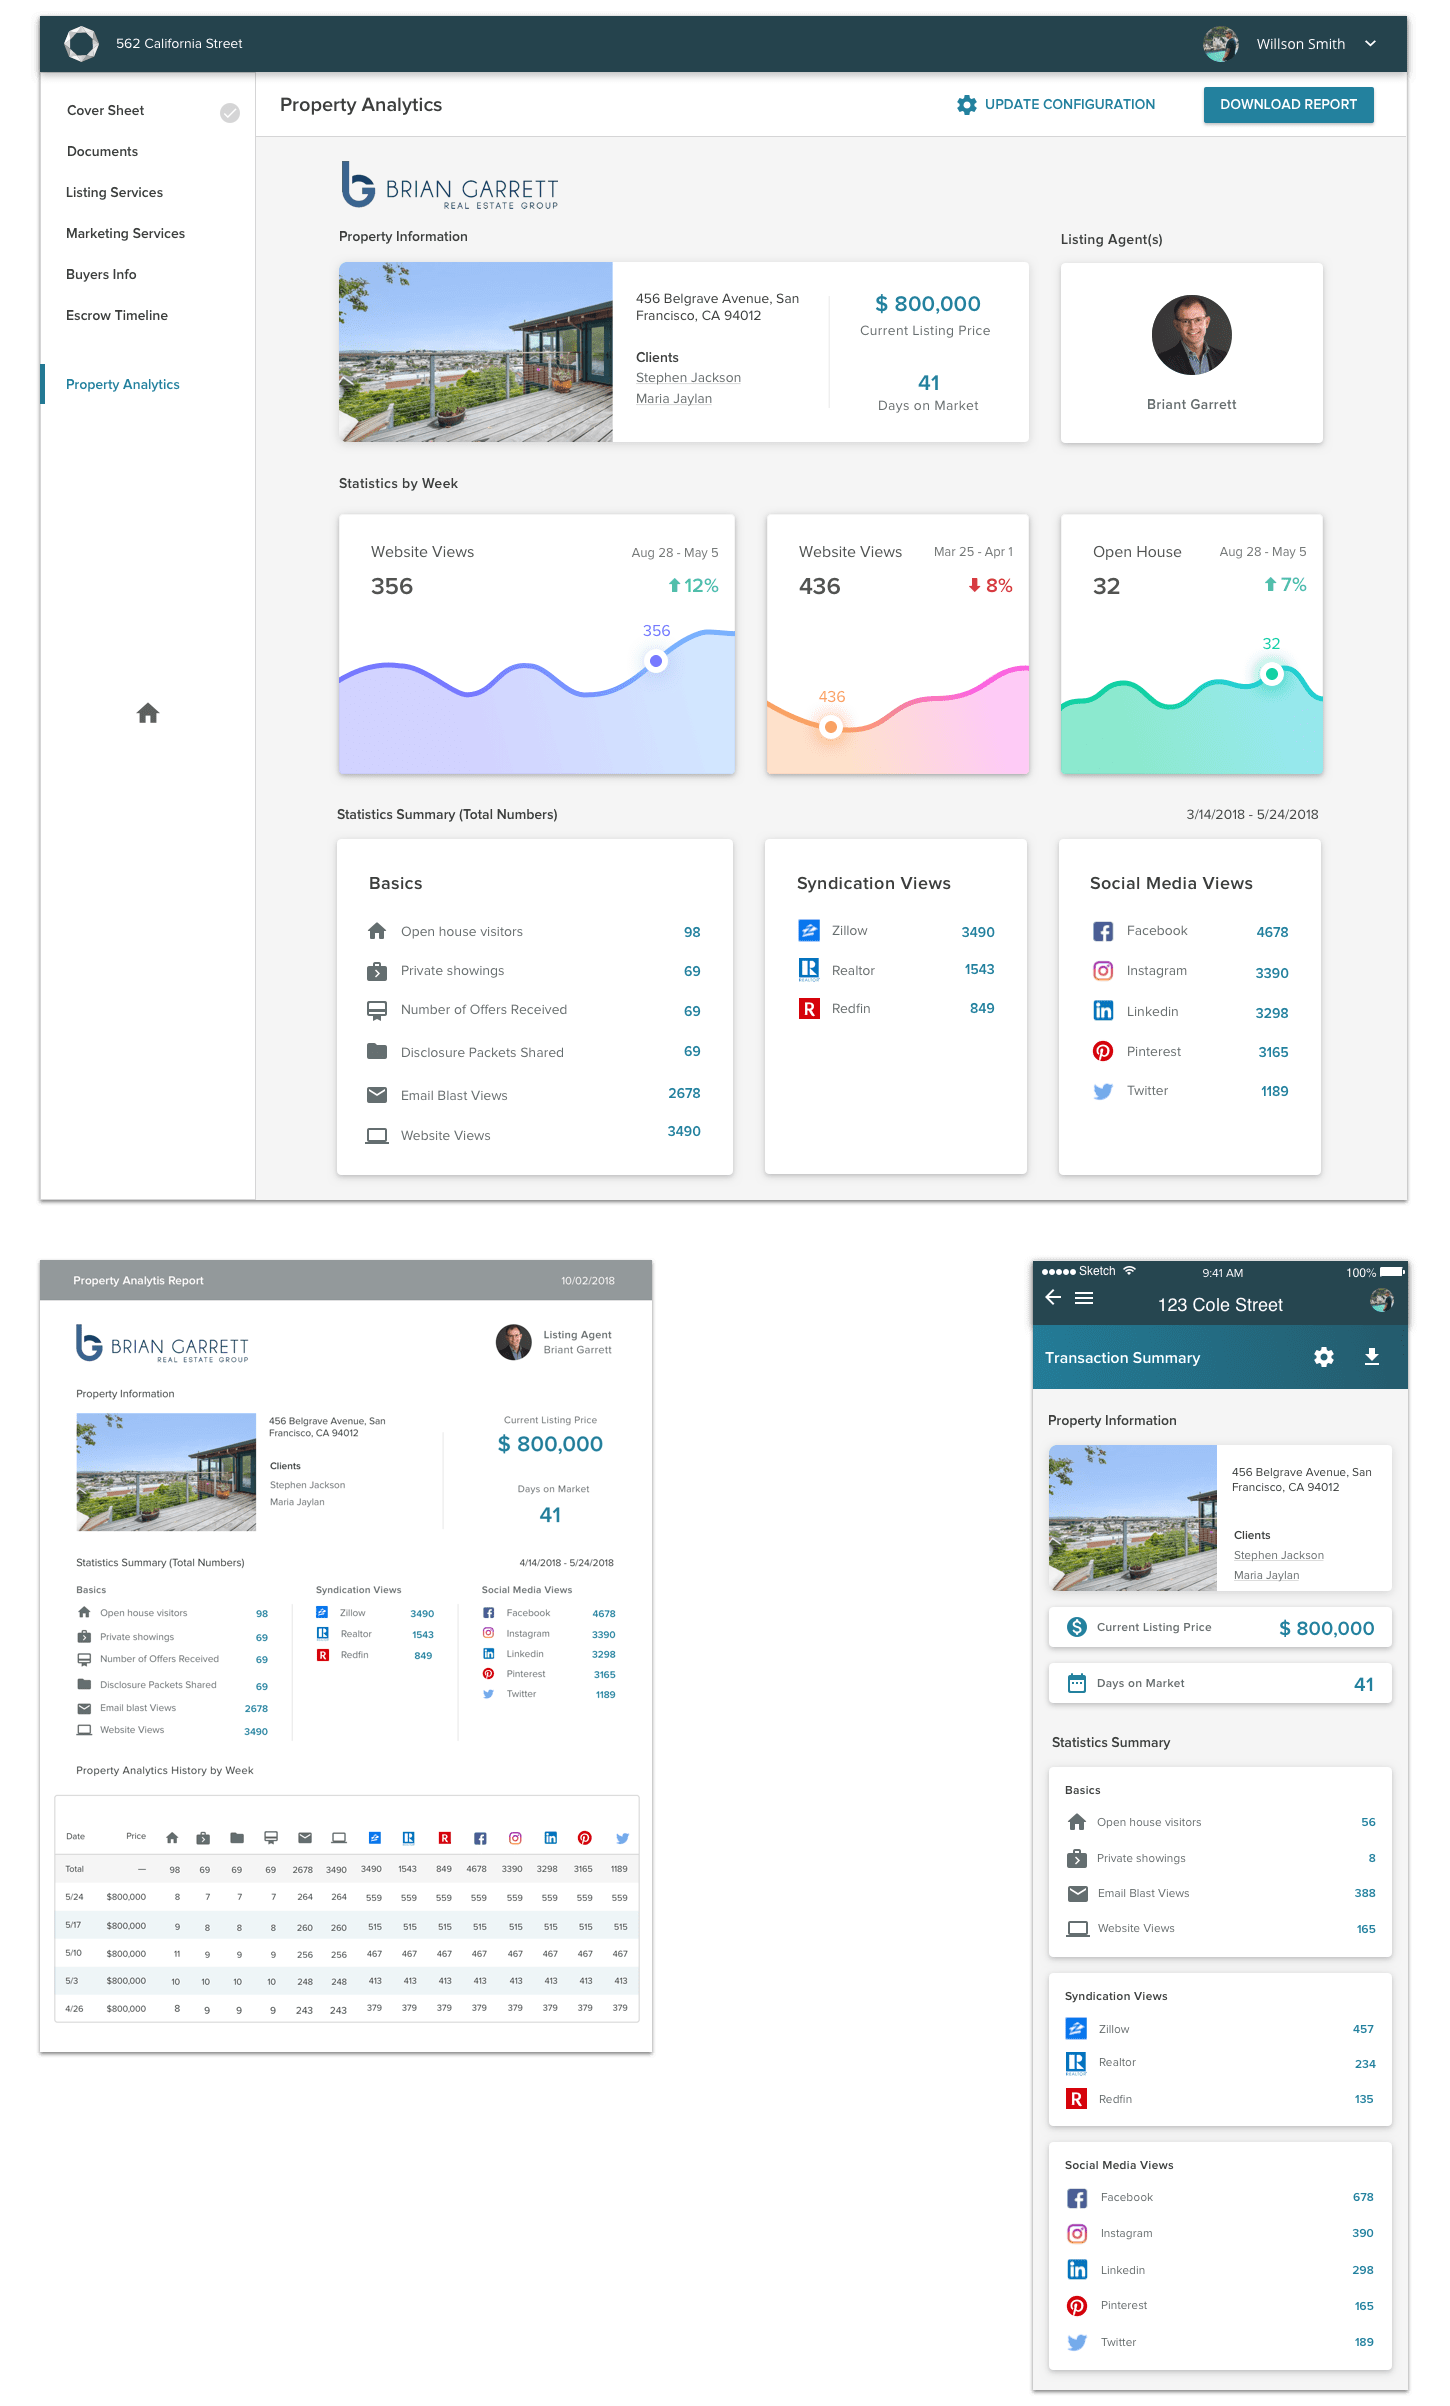 562 California Street
Willson Smith
Cover Sheet
Documents
Listing Services
Marketing Services
Buyers Info
Escrow Timeline
Property Analytics
Property Analytics
UPDATE CONFIGURATION
DOWNLOAD REPORT
BRIAN GARRETT
REAL ESTATE GROUP
Property Information
Listing Agent(s)
456 Belgrave Avenue, San
Francisco, CA 94012
Clients
Stephen Jackson
Maria Jaylan
$ 800,000
Current Listing Price
41
Days on Market
Briant Garrett
Statistics by Week
Website Views
Aug 28 - May 5
356
12%
356
Website Views
Mar 25 - Apr 1
436
8%
436
Open House
Aug 28 - May 5
32
7%
32
Statistics Summary (Total Numbers)
3/14/2018 - 5/24/2018
Basics
Open house visitors 98
Private showings 69
Number of Offers Received 69
Disclosure Packets Shared 69
Email Blast Views 2678
Website Views 3490
Syndication Views
Zillow 3490
Realtor 1543
Redfin 849
Social Media Views
Facebook 4678
Instagram 3390
Linkedin 3298
Pinterest 3165
Twitter 1189
Property Analytis Report
10/02/2018
BRIAN GARRETT
REAL ESTATE GROUP
Listing Agent
Briant Garrett
Property Information
456 Belgrave Avenue, San
Francisco, CA 94012
Clients
Stephen Jackson
Maria Jaylan
Current Listing Price
$ 800,000
Days on Market
41
Statistics Summary (Total Numbers)
4/14/2018 - 5/24/2018
Basics
Open house visitors 98
Private showings 69
Number of Offers Received 69
Disclosure Packets Shared 69
Email blast Views 2678
Website Views 3490
Syndication Views
Zillow 3490
Realtor 1543
Redfin 849
Social Media Views
Facebook 4678
Instagram 3390
Linkedin 3298
Pinterest 3165
Twitter 1189
Property Analytics History by Week
Date Price
Total — 98 69 69 69 2678 3490 3490 1543 849 4678 3390 3298 3165 1189
5/24 $800,000 8 7 7 7 264 264 559 559 559 559 559 559 559 559
5/17 $800,000 9 8 8 8 260 260 515 515 515 515 515 515 515 515
5/10 $800,000 11 9 9 9 256 256 467 467 467 467 467 467 467 467
5/3 $800,000 10 10 10 10 248 248 413 413 413 413 413 413 413 413
4/26 $800,000 8 9 9 9 243 243 379 379 379 379 379 379 379 379
Sketch 9:41 AM 100%
123 Cole Street
Transaction Summary
Property Information
456 Belgrave Avenue, San
Francisco, CA 94012
Clients
Stephen Jackson
Maria Jaylan
Current Listing Price $ 800,000
Days on Market 41
Statistics Summary
Basics
Open house visitors 56
Private showings 8
Email Blast Views 388
Website Views 165
Syndication Views
Zillow 457
Realtor 234
Redfin 135
Social Media Views
Facebook 678
Instagram 390
Linkedin 298
Pinterest 165
Twitter 189